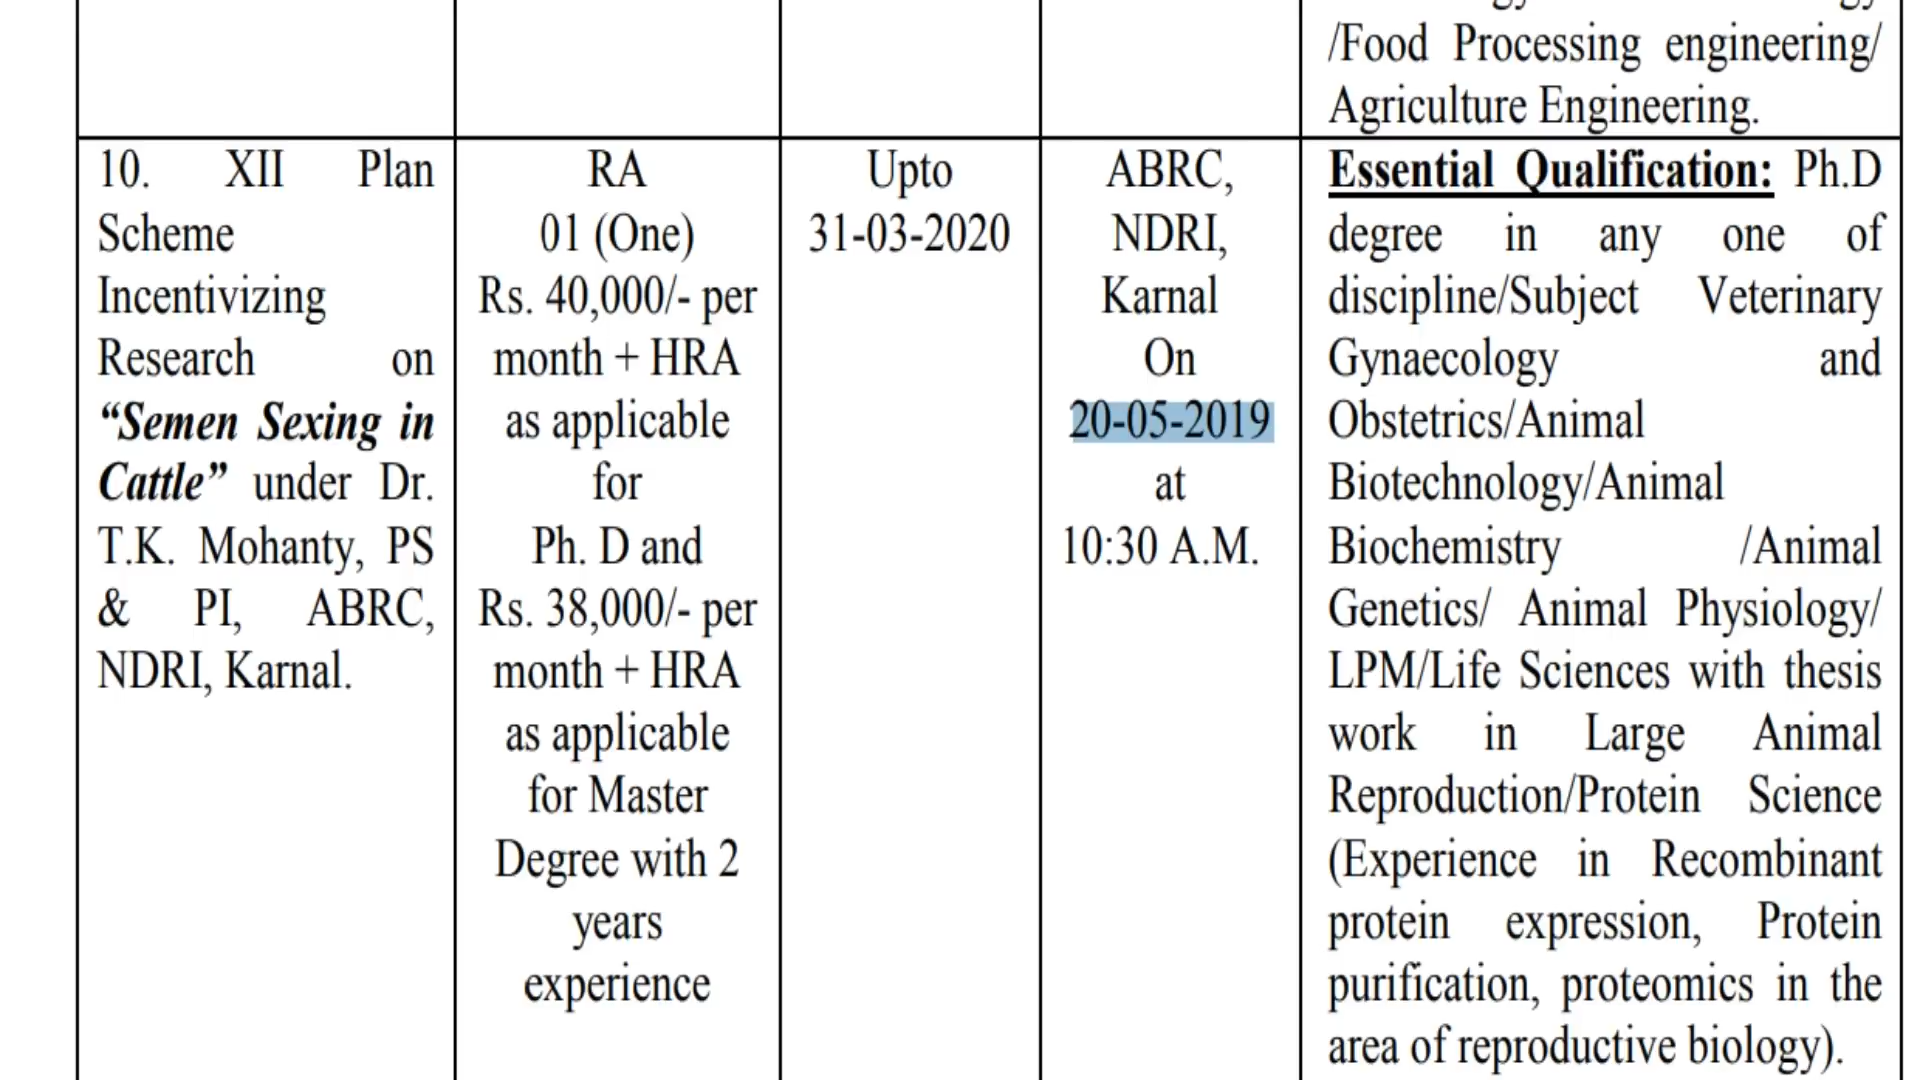 /Food Processing engineering/
Agriculture Engineering.
10. XII Plan
Scheme
Incentivizing
Research on
“Semen Sexing in
Cattle” under Dr.
T.K. Mohanty, PS
& PI, ABRC,
NDRI, Karnal.
RA
01 (One)
Rs. 40,000/- per
month + HRA
as applicable
for
Ph. D and
Rs. 38,000/- per
month + HRA
as applicable
for Master
Degree with 2
years
experience
Upto
31-03-2020
ABRC,
NDRI,
Karnal
On
20-05-2019
at
10:30 A.M.
Essential Qualification: Ph.D
degree in any one of
discipline/Subject Veterinary
Gynaecology and
Obstetrics/Animal
Biotechnology/Animal
Biochemistry /Animal
Genetics/ Animal Physiology/
LPM/Life Sciences with thesis
work in Large Animal
Reproduction/Protein Science
(Experience in Recombinant
protein expression, Protein
purification, proteomics in the
area of reproductive biology).